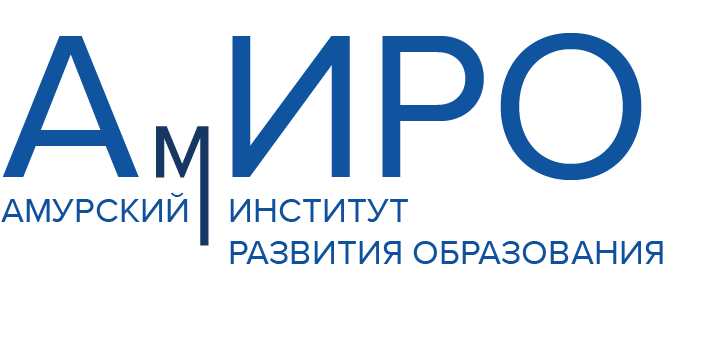 АмИРО
АМУРСКИЙ ИНСТИТУТ
РАЗВИТИЯ ОБРАЗОВАНИЯ